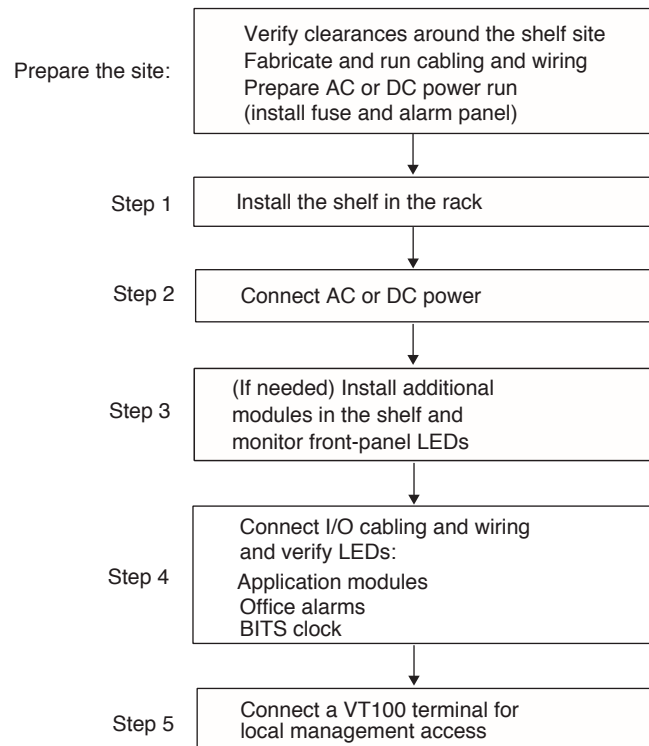 Prepare the site:
Verify clearances around the shelf site
Fabricate and run cabling and wiring
Prepare AC or DC power run
(install fuse and alarm panel)
Step 1
Install the shelf in the rack
Step 2
Connect AC or DC power
Step 3
(If needed) Install additional
modules in the shelf and
monitor front-panel LEDs
Step 4
Connect I/O cabling and wiring
and verify LEDs:
Application modules
Office alarms
BITS clock
Step 5
Connect a VT100 terminal for
local management access